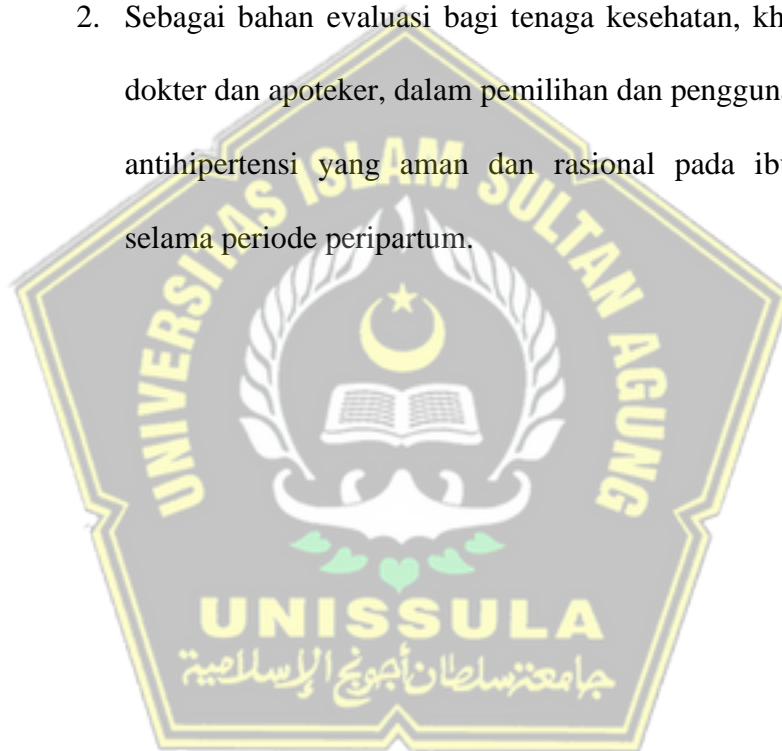 2. Sebagai bahan evaluasi bagi tenaga kesehatan, kh
dokter dan apoteker, dalam pemilihan dan penggun
antihipertensi yang aman dan rasional pada ib
selama periode peripartum.
UNIVERSITAS ISLAM SULTAN AGUNG
UNISSULA
جامعة سلطان أجونج الإسلامية